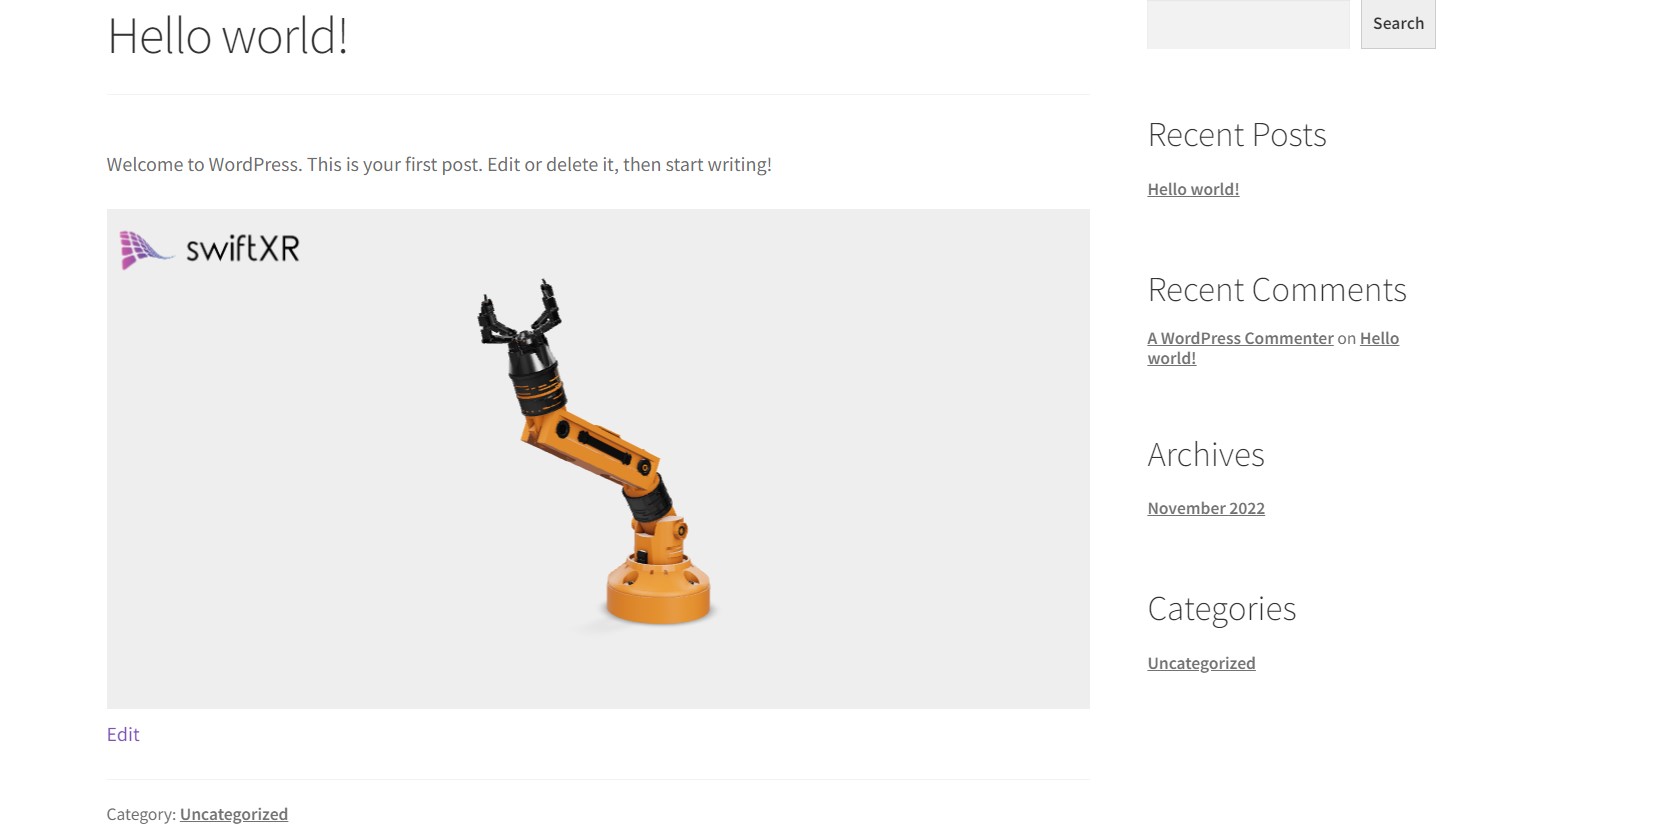 Hello world!
Welcome to WordPress. This is your first post. Edit or delete it, then start writing!
swiftXR
Edit
Category: Uncategorized
Search
Recent Posts
Hello world!
Recent Comments
A WordPress Commenter on Hello
world!
Archives
November 2022
Categories
Uncategorized